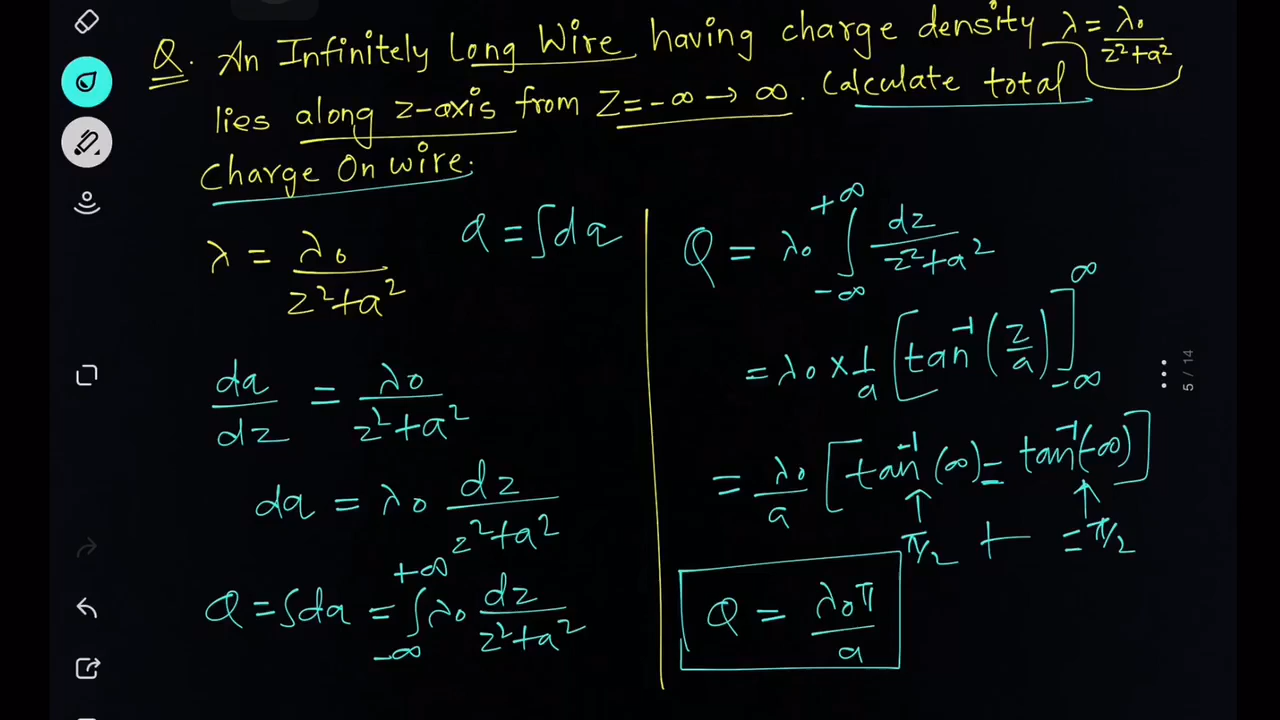 Q. An Infinitely Long Wire having charge density λ = λ₀/(z²+a²)
lies along z-axis from Z=-∞ → ∞. Calculate total
Charge On wire.
λ = λ₀/(z²+a²)
Q = ∫dq
dq/dz = λ₀/(z²+a²)
dq = λ₀ dz/(z²+a²)
Q = ∫dq = ∫_{-∞}^{+∞} λ₀ dz/(z²+a²)
Q = λ₀ ∫_{-∞}^{+∞} dz/(z²+a²)
= λ₀ × 1/a [tan⁻¹(z/a)]_{-∞}^{∞}
= λ₀/a [tan⁻¹(∞) - tan⁻¹(-∞)]
π/2 + -π/2
Q = λ₀π/a
5 / 14